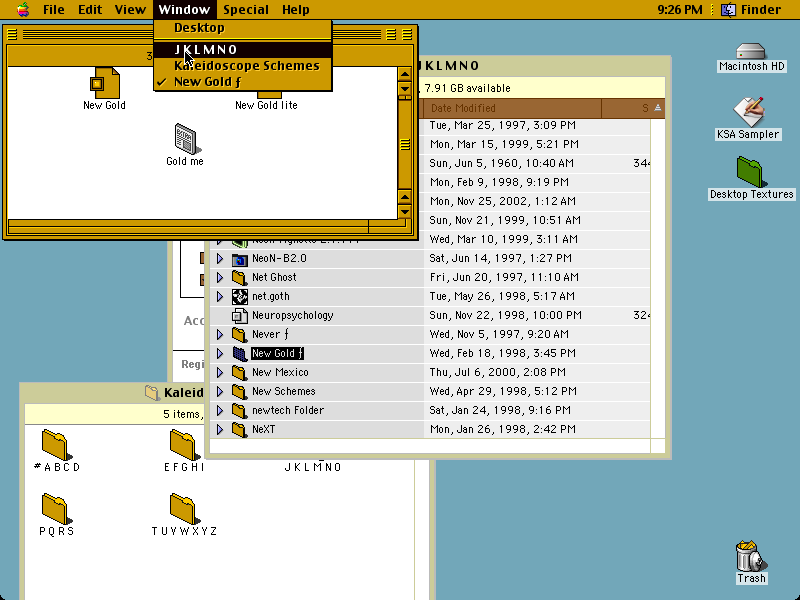 File Edit View Window Special Help 9:26 PM Finder
Desktop
J K L M N O
Kaleidoscope Schemes
✓ New Gold ƒ
3
New Gold
New Gold lite
Gold me
JKLMNO
7.91 GB available
Date Modified S
Tue, Mar 25, 1997, 3:09 PM
Mon, Mar 15, 1999, 5:21 PM
Sun, Jun 5, 1960, 10:40 AM 344
Mon, Feb 9, 1998, 9:19 PM
Mon, Nov 25, 2002, 1:12 AM
Sun, Nov 21, 1999, 10:51 AM
Wed, Mar 10, 1999, 3:11 AM
NeoN-B2.0 Sat, Jun 14, 1997, 1:27 PM
Net Ghost Fri, Jun 20, 1997, 11:10 AM
net.goth Tue, May 26, 1998, 5:17 AM
Neuropsychology Sun, Nov 22, 1998, 10:00 PM 324
Never ƒ Wed, Nov 5, 1997, 9:20 AM
New Gold ƒ Wed, Feb 18, 1998, 3:45 PM
New Mexico Thu, Jul 6, 2000, 2:08 PM
New Schemes Wed, Apr 29, 1998, 5:12 PM
newtech Folder Sat, Jan 24, 1998, 9:16 PM
NeXT Mon, Jan 26, 1998, 2:42 PM
Acc
Regi
Kaleid
5 items,
# A B C D
E F G H I
J K L M N O
P Q R S
T U V W X Y Z
Macintosh HD
KSA Sampler
Desktop Textures
Trash